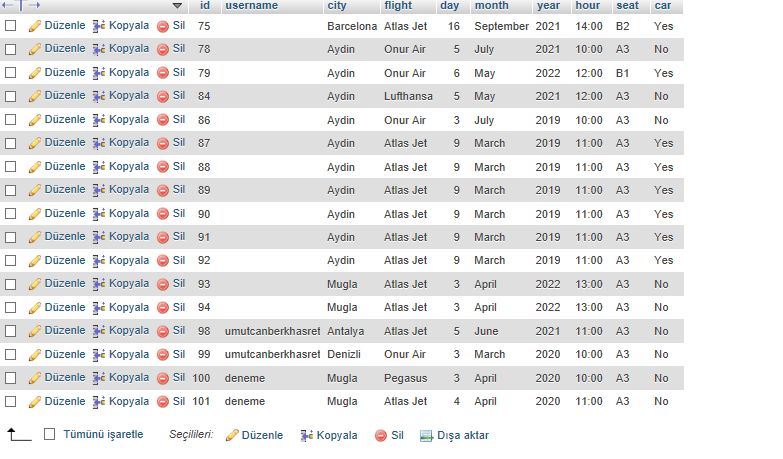 id username city flight day month year hour seat car
Düzenle Kopyala Sil 75 Barcelona Atlas Jet 16 September 2021 14:00 B2 Yes
Düzenle Kopyala Sil 78 Aydin Onur Air 5 July 2021 10:00 A3 No
Düzenle Kopyala Sil 79 Aydin Onur Air 6 May 2022 12:00 B1 Yes
Düzenle Kopyala Sil 84 Aydin Lufthansa 5 May 2021 12:00 A3 No
Düzenle Kopyala Sil 86 Aydin Onur Air 3 July 2019 10:00 A3 No
Düzenle Kopyala Sil 87 Aydin Atlas Jet 9 March 2019 11:00 A3 Yes
Düzenle Kopyala Sil 88 Aydin Atlas Jet 9 March 2019 11:00 A3 Yes
Düzenle Kopyala Sil 89 Aydin Atlas Jet 9 March 2019 11:00 A3 Yes
Düzenle Kopyala Sil 90 Aydin Atlas Jet 9 March 2019 11:00 A3 Yes
Düzenle Kopyala Sil 91 Aydin Atlas Jet 9 March 2019 11:00 A3 Yes
Düzenle Kopyala Sil 92 Aydin Atlas Jet 9 March 2019 11:00 A3 Yes
Düzenle Kopyala Sil 93 Mugla Atlas Jet 3 April 2022 13:00 A3 No
Düzenle Kopyala Sil 94 Mugla Atlas Jet 3 April 2022 13:00 A3 No
Düzenle Kopyala Sil 98 umutcanberkhasret Antalya Atlas Jet 5 June 2021 11:00 A3 No
Düzenle Kopyala Sil 99 umutcanberkhasret Denizli Onur Air 3 March 2020 10:00 A3 No
Düzenle Kopyala Sil 100 deneme Mugla Pegasus 3 April 2020 10:00 A3 No
Düzenle Kopyala Sil 101 deneme Mugla Atlas Jet 4 April 2020 11:00 A3 No
Tümünü işaretle Seçilileri: Düzenle Kopyala Sil Dışa aktar